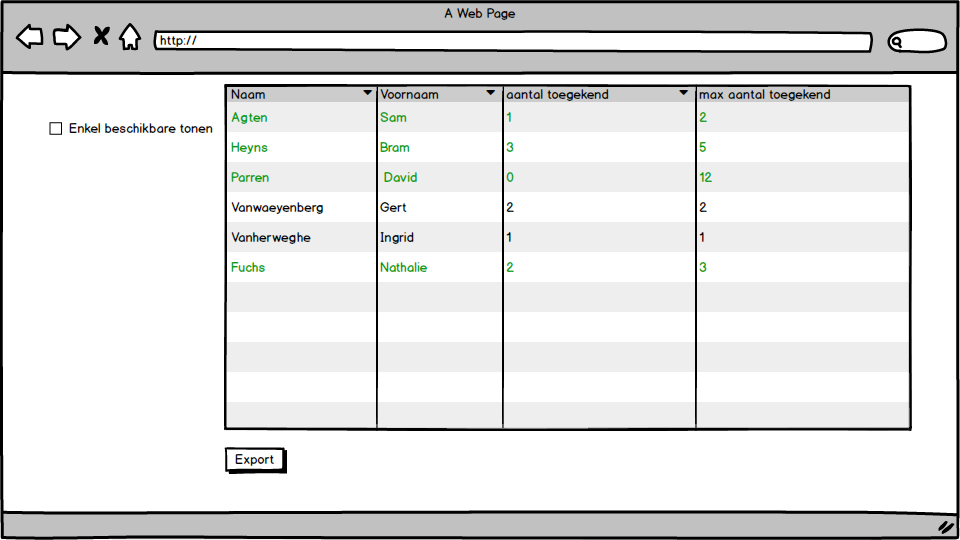 A Web Page
http://
Enkel beschikbare tonen
Naam Voornaam aantal toegekend max aantal toegekend
Agten Sam 1 2
Heyns Bram 3 5
Parren David 0 12
Vanwaeyenberg Gert 2 2
Vanherweghe Ingrid 1 1
Fuchs Nathalie 2 3
Export